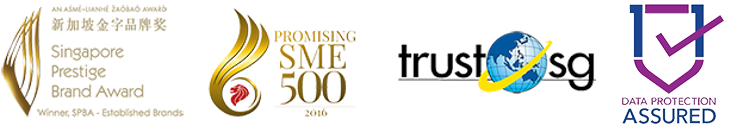 AN ASME-LIANHE ZAOBAO AWARD
新加坡金字品牌奖
Singapore
Prestige
Brand Award
Winner, SPBA - Established Brands
PROMISING
SME
500
2016
trust sg
DATA PROTECTION
ASSURED